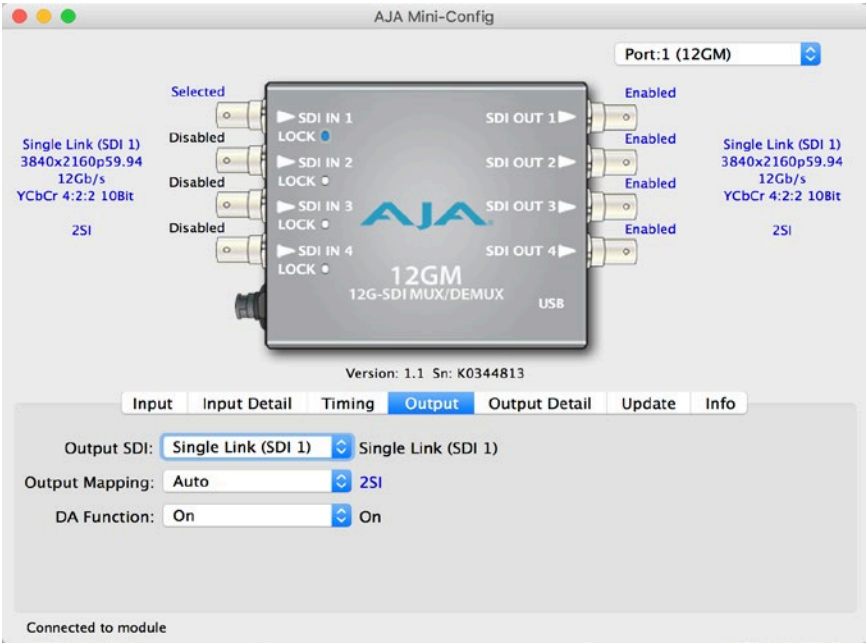 AJA Mini-Config
Port:1 (12GM)
Selected
Enabled
SDI IN 1
SDI OUT 1
LOCK
Disabled
Enabled
Single Link (SDI 1)
3840x2160p59.94
12Gb/s
YCbCr 4:2:2 10Bit
2SI
Single Link (SDI 1)
3840x2160p59.94
12Gb/s
YCbCr 4:2:2 10Bit
2SI
SDI IN 2
SDI OUT 2
LOCK
Disabled
Enabled
SDI IN 3
SDI OUT 3
LOCK
AJA
Disabled
Enabled
SDI IN 4
SDI OUT 4
LOCK
12GM
12G-SDI MUX/DEMUX
USB
Version: 1.1 Sn: K0344813
Input Input Detail Timing Output Output Detail Update Info
Output SDI: Single Link (SDI 1) Single Link (SDI 1)
Output Mapping: Auto 2SI
DA Function: On On
Connected to module